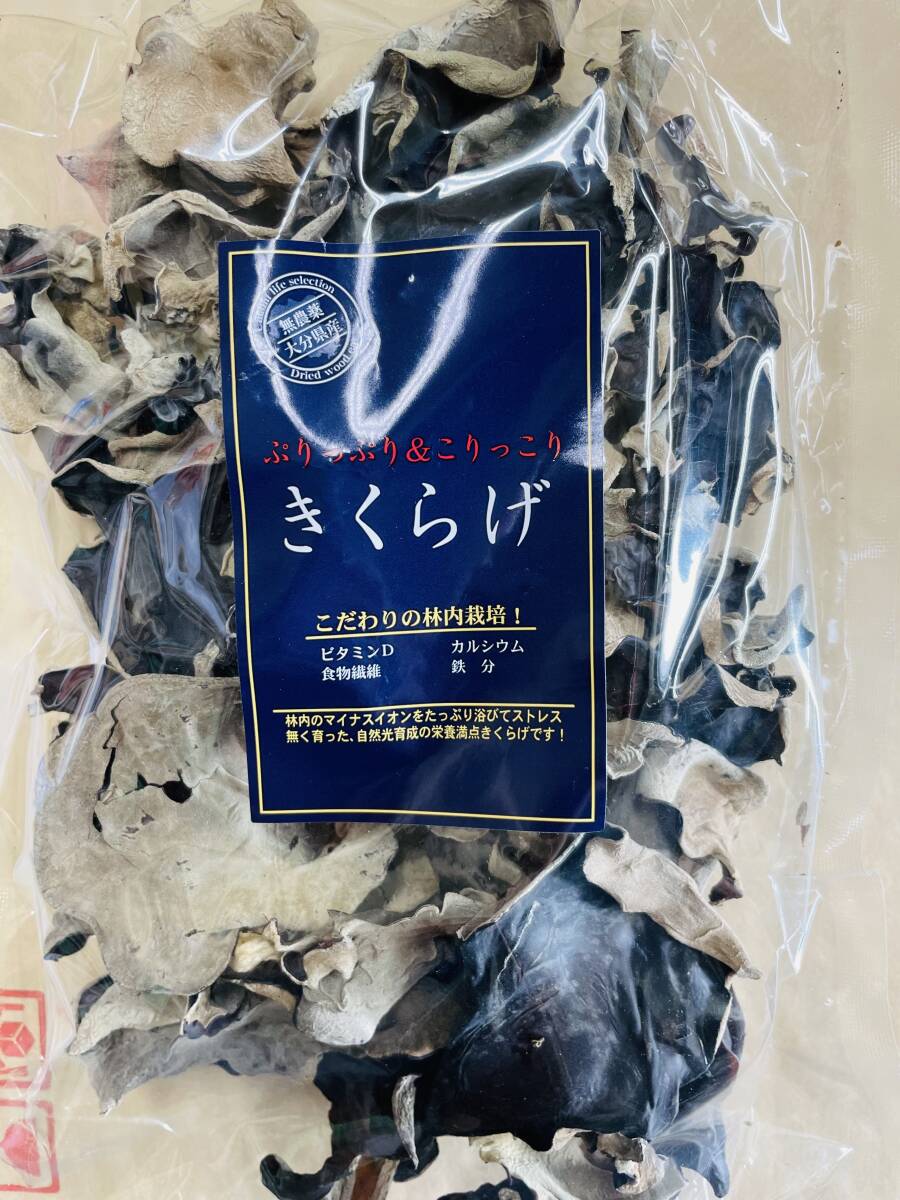 life selection
無農薬
大分県産
Dried wood
ぷりっぷり&こりっこり
きくらげ
こだわりの林内栽培!
ビタミンD カルシウム
食物繊維 鉄 分
林内のマイナスイオンをたっぷり浴びてストレス
無く育った、自然光育成の栄養満点きくらげです!